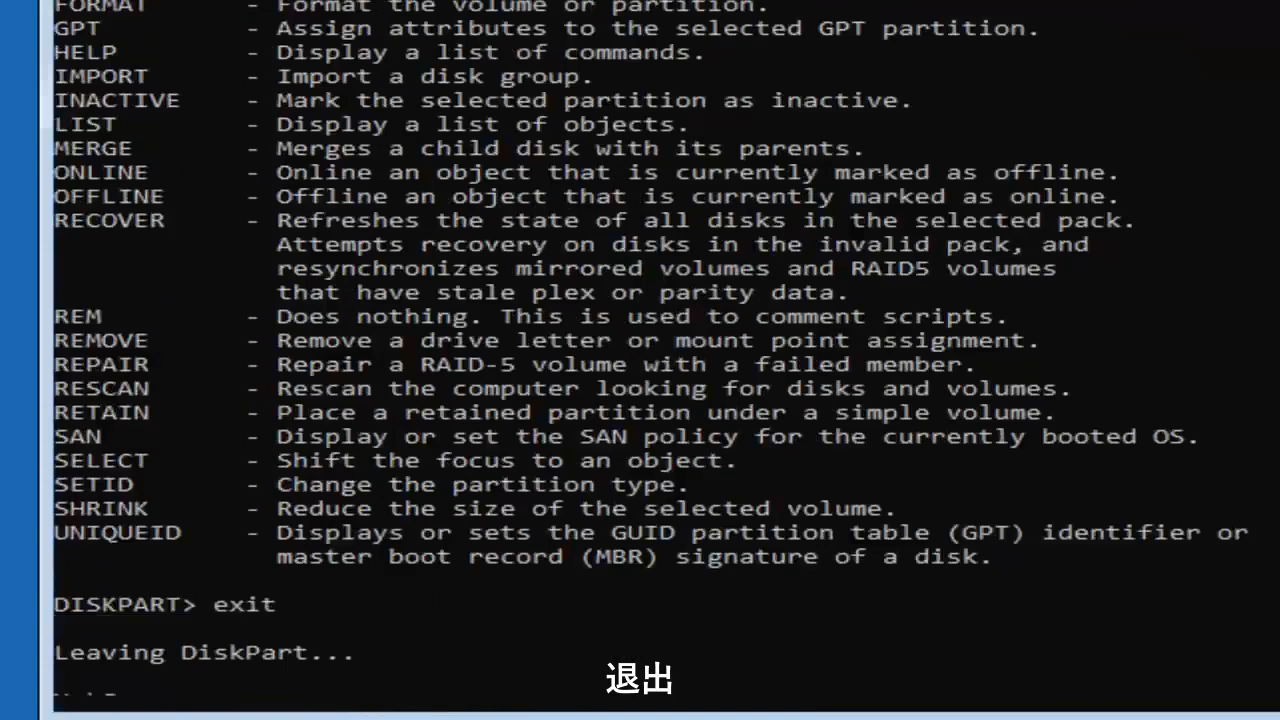 FORMAT - Format the volume or partition.
GPT - Assign attributes to the selected GPT partition.
HELP - Display a list of commands.
IMPORT - Import a disk group.
INACTIVE - Mark the selected partition as inactive.
LIST - Display a list of objects.
MERGE - Merges a child disk with its parents.
ONLINE - Online an object that is currently marked as offline.
OFFLINE - Offline an object that is currently marked as online.
RECOVER - Refreshes the state of all disks in the selected pack.
Attempts recovery on disks in the invalid pack, and
resynchronizes mirrored volumes and RAID5 volumes
that have stale plex or parity data.
REM - Does nothing. This is used to comment scripts.
REMOVE - Remove a drive letter or mount point assignment.
REPAIR - Repair a RAID-5 volume with a failed member.
RESCAN - Rescan the computer looking for disks and volumes.
RETAIN - Place a retained partition under a simple volume.
SAN - Display or set the SAN policy for the currently booted OS.
SELECT - Shift the focus to an object.
SETID - Change the partition type.
SHRINK - Reduce the size of the selected volume.
UNIQUEID - Displays or sets the GUID partition table (GPT) identifier or
master boot record (MBR) signature of a disk.
DISKPART> exit
Leaving DiskPart...
退出